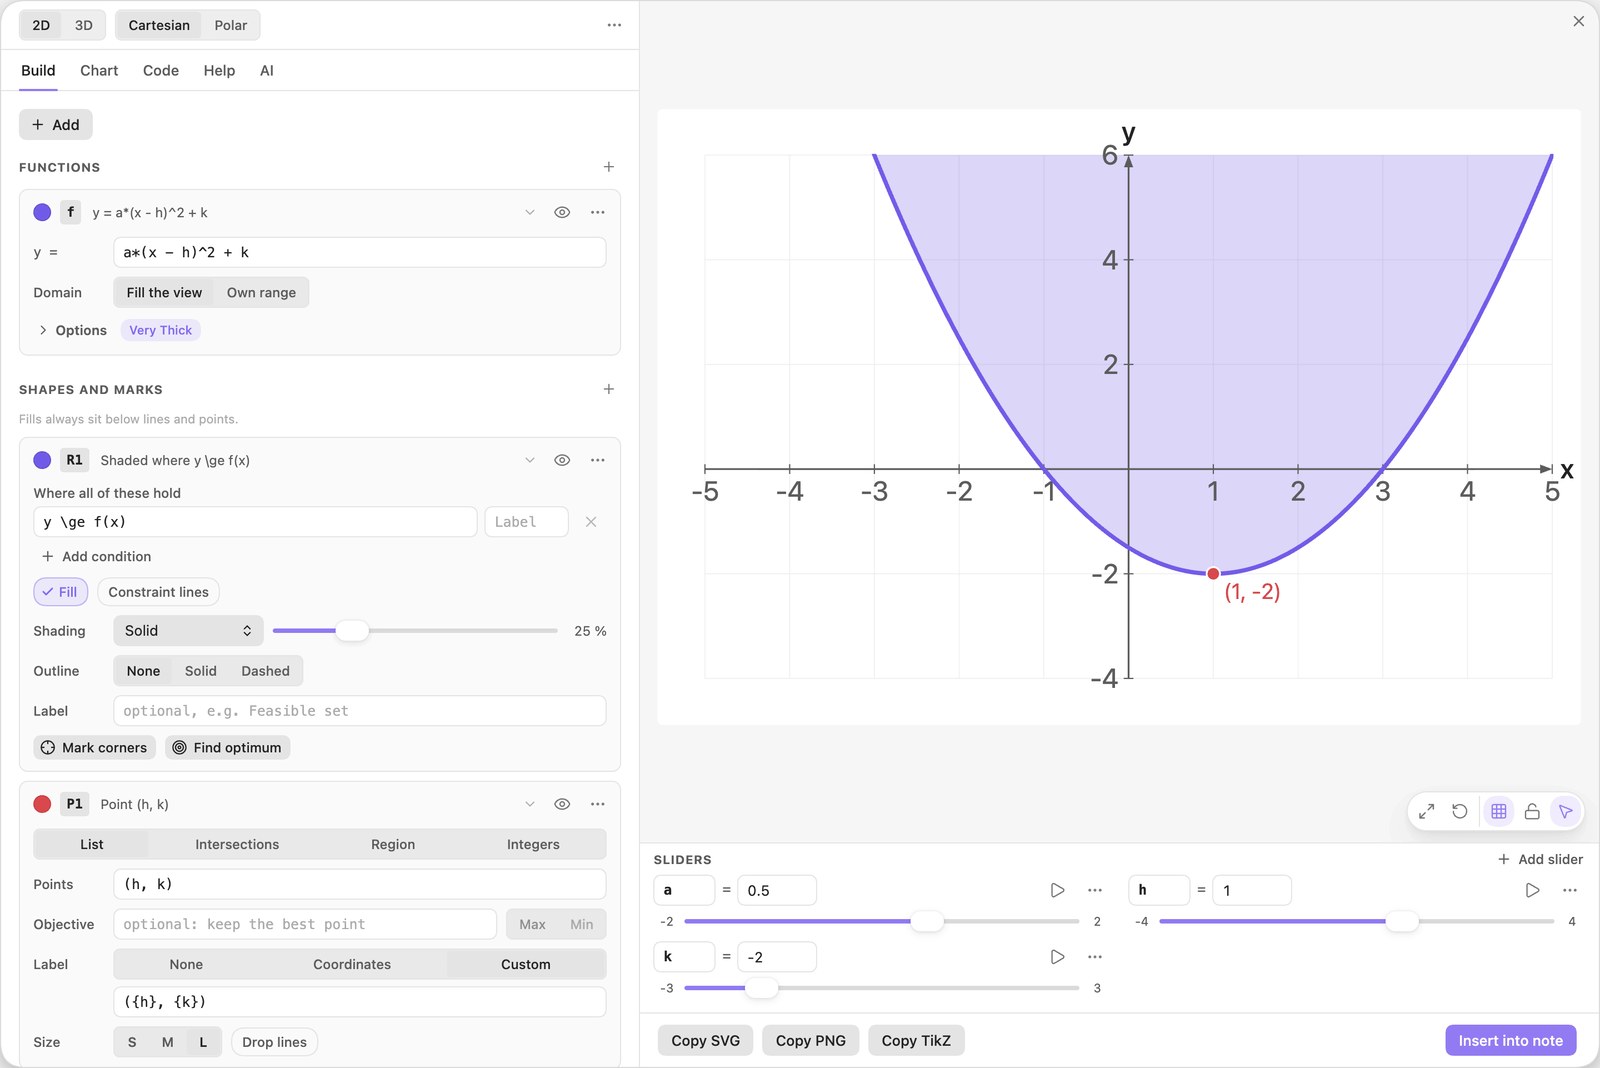 2D 3D Cartesian Polar
Build Chart Code Help AI
+ Add
FUNCTIONS
f y = a*(x - h)^2 + k
y = a*(x − h)^2 + k
Domain Fill the view Own range
Options Very Thick
SHAPES AND MARKS
Fills always sit below lines and points.
R1 Shaded where y \ge f(x)
Where all of these hold
y \ge f(x) Label
+ Add condition
Fill Constraint lines
Shading Solid 25 %
Outline None Solid Dashed
Label optional, e.g. Feasible set
Mark corners Find optimum
P1 Point (h, k)
List Intersections Region Integers
Points (h, k)
Objective optional: keep the best point Max Min
Label None Coordinates Custom
({h}, {k})
Size S M L Drop lines
y
6
4
2
x
-5 -4 -3 -2 -1 1 2 3 4 5
-2
(1, -2)
-4
SLIDERS + Add slider
a = 0.5
-2 2
h = 1
-4 4
k = -2
-3 3
Copy SVG Copy PNG Copy TikZ Insert into note